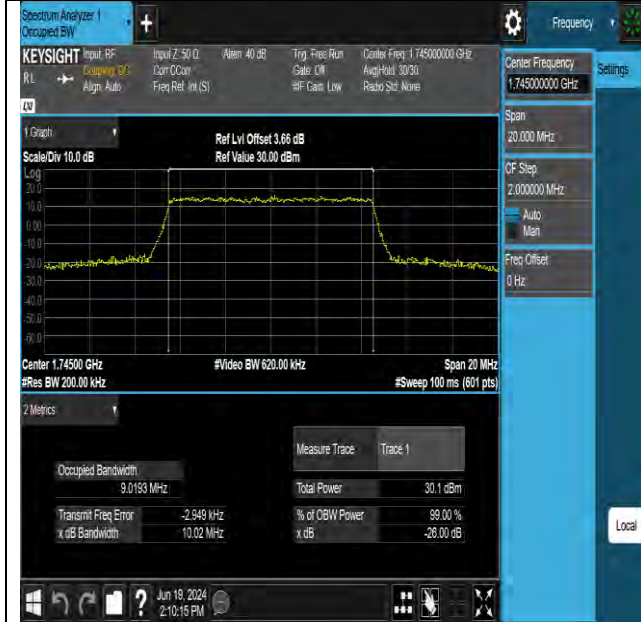 Spectrum Analyzer 1
Occupied BW
Frequency
KEYSIGHT
Input: RF
Coupling: DC
Align: Auto
Input Z: 50 Ω
Corr CCorr
Freq Ref: Int (S)
Atten: 40 dB
Trig: Free Run
Gate: Off
#IF Gain: Low
Center Freq: 1.745000000 GHz
Avg|Hold: 30/30
Radio Std: None
RL
LXI
Center Frequency
1.745000000 GHz
Settings
Span
20.000 MHz
CF Step
2.000000 MHz
Auto
Man
Freq Offset
0 Hz
1 Graph
Scale/Div 10.0 dB
Ref Lvl Offset 3.66 dB
Ref Value 30.00 dBm
Log
20.0
10.0
0.00
-10.0
-20.0
-30.0
-40.0
-50.0
-60.0
Center 1.74500 GHz
#Video BW 620.00 kHz
Span 20 MHz
#Res BW 200.00 kHz
#Sweep 100 ms (601 pts)
2 Metrics
Measure Trace Trace 1
Occupied Bandwidth
9.0193 MHz
Total Power 30.1 dBm
Transmit Freq Error -2.949 kHz
% of OBW Power 99.00 %
x dB Bandwidth 10.02 MHz
x dB -26.00 dB
Local
Jun 19, 2024
2:10:15 PM